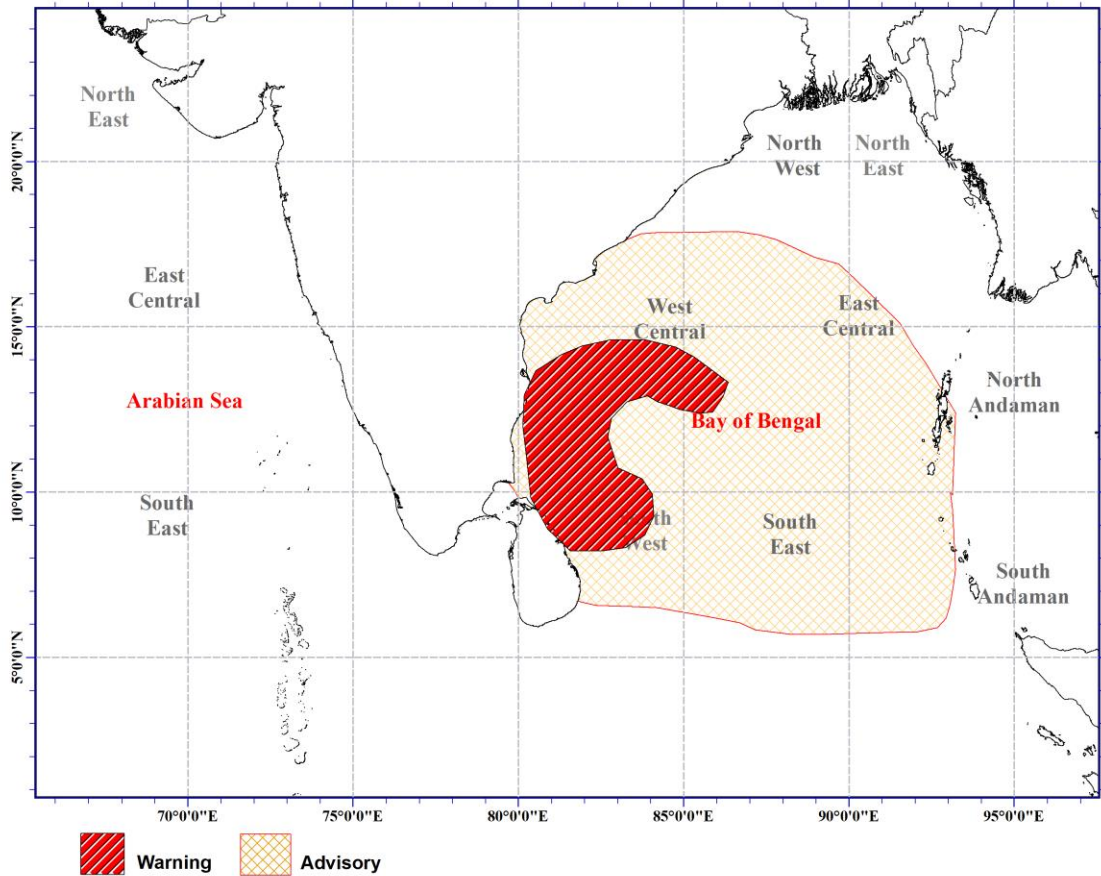 North
East
North
West
North
East
20°0'0"N
East
Central
West
Central
East
Central
15°0'0"N
Arabian Sea
North
Andaman
Bay of Bengal
10°0'0"N
South
East
West
South
East
South
Andaman
5°0'0"N
70°0'0"E
75°0'0"E
80°0'0"E
85°0'0"E
90°0'0"E
95°0'0"E
Warning
Advisory